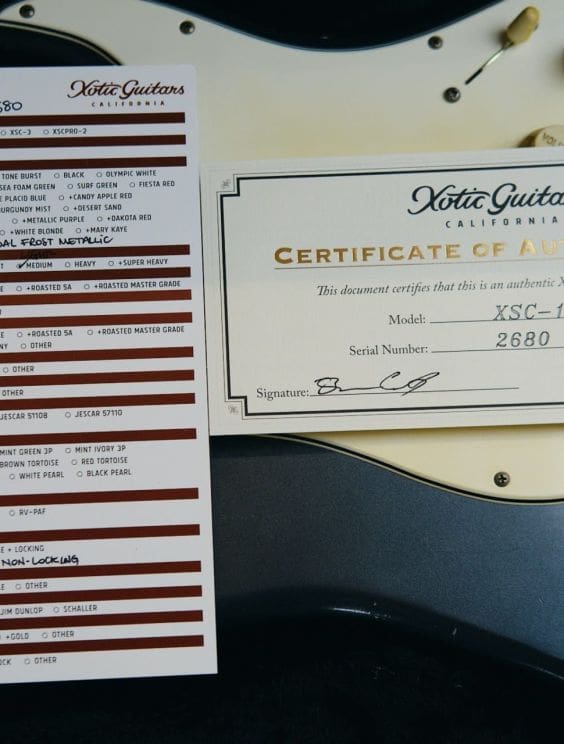 Xotic Guitars
CALIFORNIA
680
XSC-3 XSCPRO-2
TONE BURST BLACK OLYMPIC WHITE
SEA FOAM GREEN SURF GREEN FIESTA RED
PLACID BLUE +CANDY APPLE RED
BURGUNDY MIST +DESERT SAND
+METALLIC PURPLE +DAKOTA RED
+WHITE BLONDE +MARY KAYE
FROST METALLIC
MEDIUM HEAVY +SUPER HEAVY
+ROASTED 5A +ROASTED MASTER GRADE
+ROASTED 5A +ROASTED MASTER GRADE
OTHER
OTHER
OTHER
JESCAR 51108 JESCAR 57110
MINT GREEN 3P MINT IVORY 3P
BROWN TORTOISE RED TORTOISE
WHITE PEARL BLACK PEARL
RV-PAF
+ LOCKING
NON-LOCKING
OTHER
JIM DUNLOP SCHALLER
+GOLD OTHER
OTHER
Xotic Guita
CALIFORNIA
CERTIFICATE OF AU
This document certifies that this is an authentic X
Model: XSC-1
Serial Number: 2680
Signature:
VOL